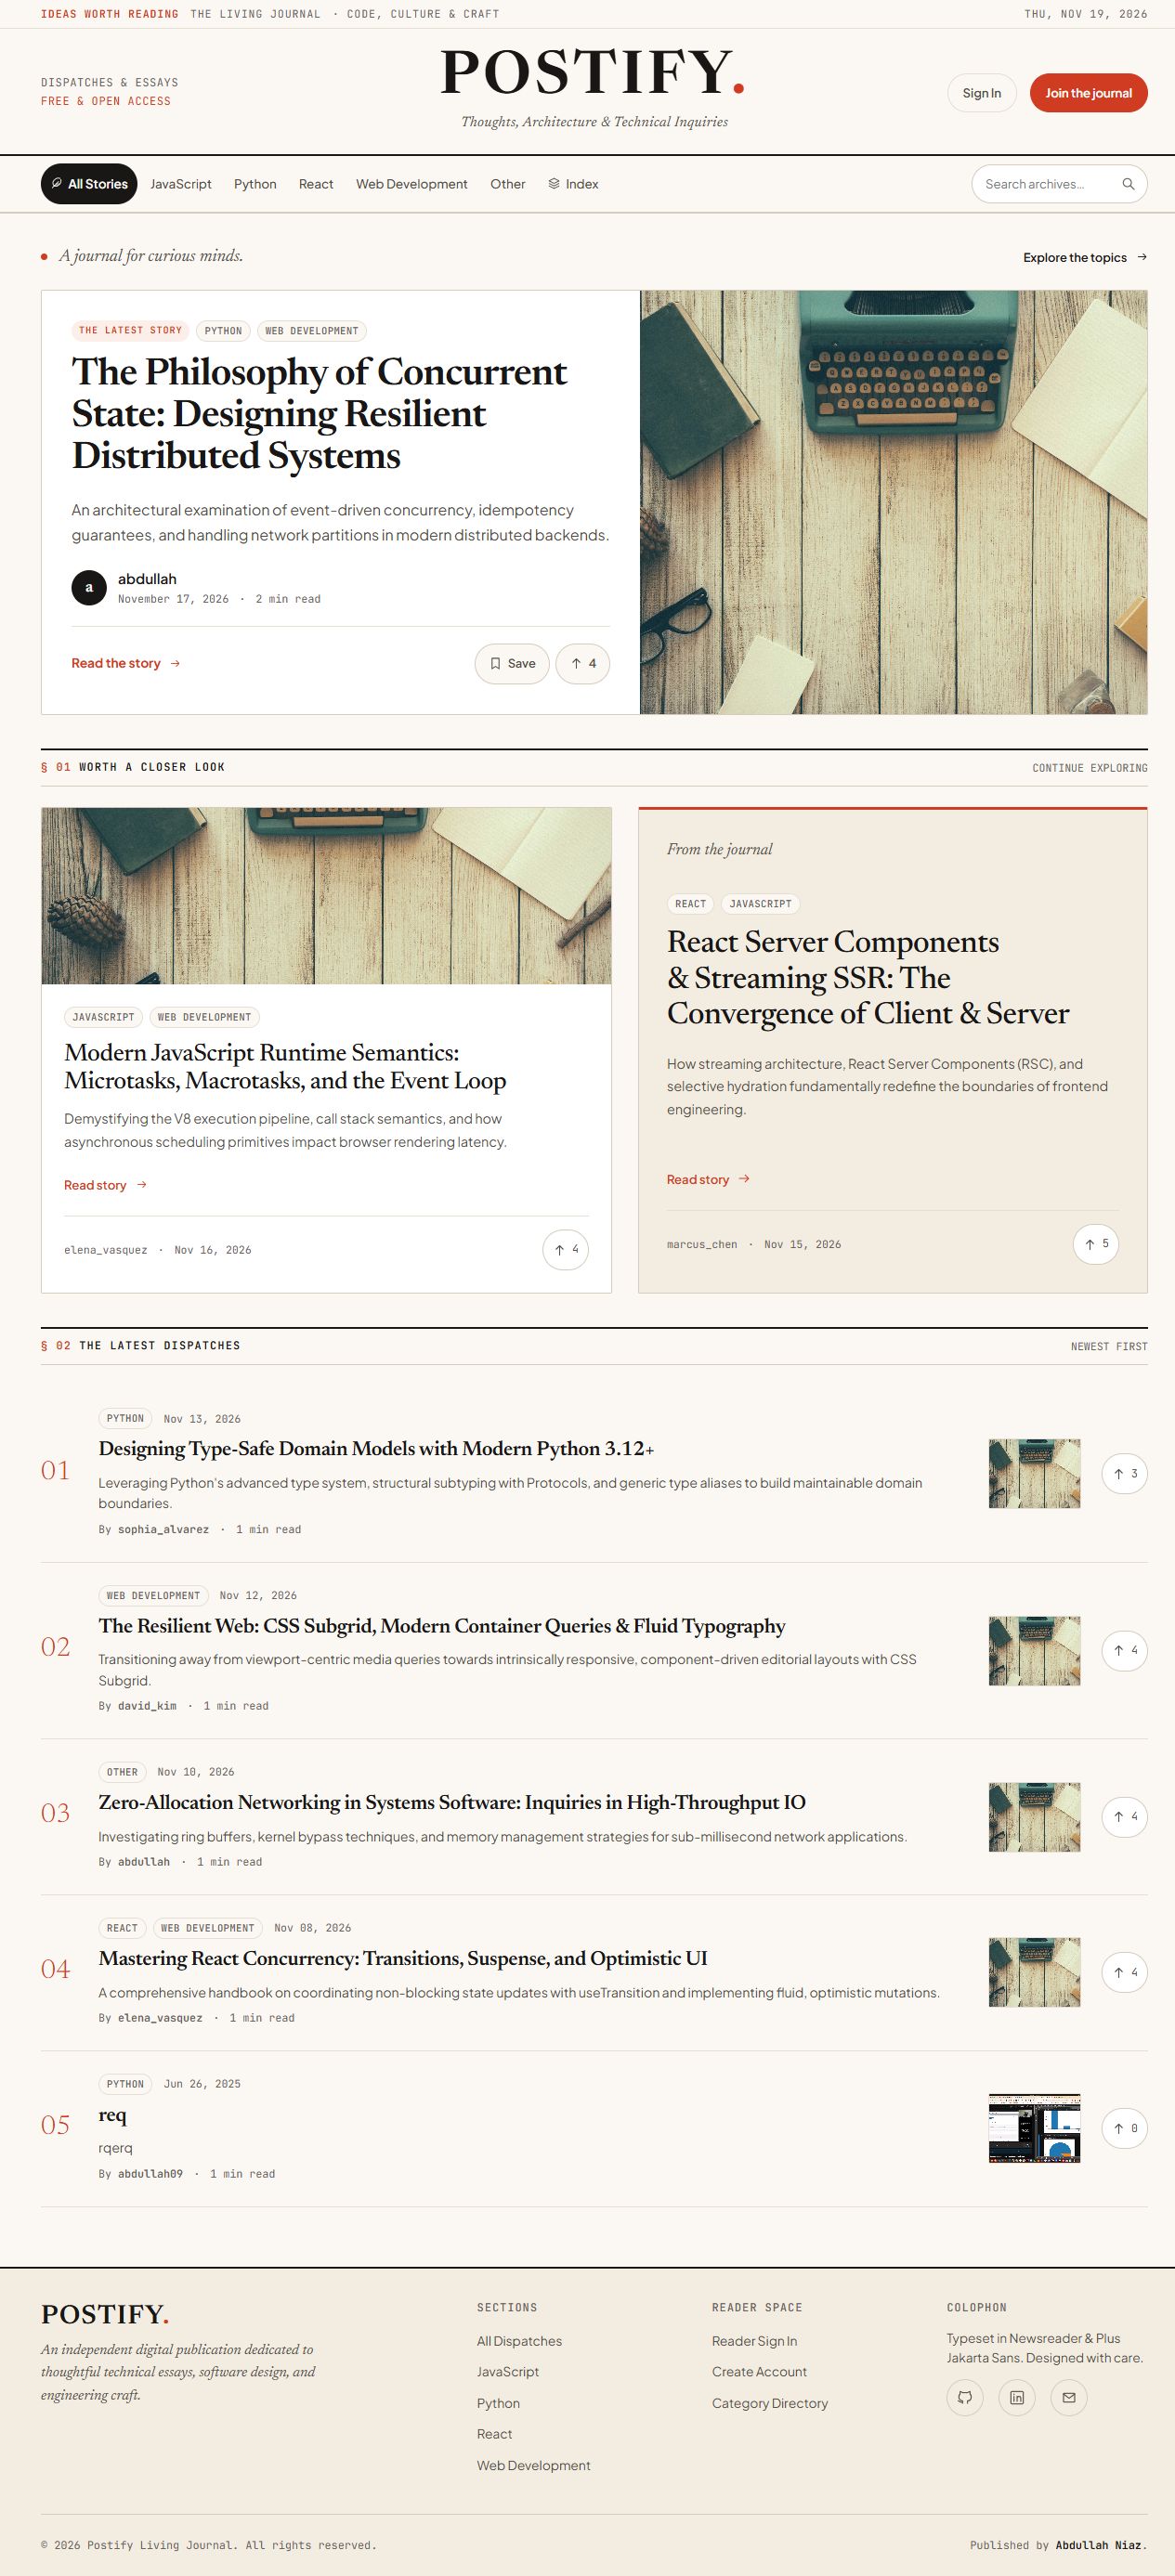 IDEAS WORTH READING THE LIVING JOURNAL · CODE, CULTURE & CRAFT THU, NOV 19, 2026
DISPATCHES & ESSAYS
FREE & OPEN ACCESS
POSTIFY.
Thoughts, Architecture & Technical Inquiries
Sign In Join the journal
All Stories JavaScript Python React Web Development Other Index Search archives...
A journal for curious minds. Explore the topics →
THE LATEST STORY PYTHON WEB DEVELOPMENT
The Philosophy of Concurrent
State: Designing Resilient
Distributed Systems
An architectural examination of event-driven concurrency, idempotency
guarantees, and handling network partitions in modern distributed backends.
a abdullah
November 17, 2026 · 2 min read
Read the story → Save ↑ 4
§ 01 WORTH A CLOSER LOOK CONTINUE EXPLORING
JAVASCRIPT WEB DEVELOPMENT
Modern JavaScript Runtime Semantics:
Microtasks, Macrotasks, and the Event Loop
Demystifying the V8 execution pipeline, call stack semantics, and how
asynchronous scheduling primitives impact browser rendering latency.
Read story →
elena_vasquez · Nov 16, 2026 ↑ 4
From the journal
REACT JAVASCRIPT
React Server Components
& Streaming SSR: The
Convergence of Client & Server
How streaming architecture, React Server Components (RSC), and
selective hydration fundamentally redefine the boundaries of frontend
engineering.
Read story →
marcus_chen · Nov 15, 2026 ↑ 5
§ 02 THE LATEST DISPATCHES NEWEST FIRST
01
PYTHON Nov 13, 2026
Designing Type-Safe Domain Models with Modern Python 3.12+
Leveraging Python's advanced type system, structural subtyping with Protocols, and generic type aliases to build maintainable domain
boundaries.
By sophia_alvarez · 1 min read
↑ 3
02
WEB DEVELOPMENT Nov 12, 2026
The Resilient Web: CSS Subgrid, Modern Container Queries & Fluid Typography
Transitioning away from viewport-centric media queries towards intrinsically responsive, component-driven editorial layouts with CSS
Subgrid.
By david_kim · 1 min read
↑ 4
03
OTHER Nov 10, 2026
Zero-Allocation Networking in Systems Software: Inquiries in High-Throughput IO
Investigating ring buffers, kernel bypass techniques, and memory management strategies for sub-millisecond network applications.
By abdullah · 1 min read
↑ 4
04
REACT WEB DEVELOPMENT Nov 08, 2026
Mastering React Concurrency: Transitions, Suspense, and Optimistic UI
A comprehensive handbook on coordinating non-blocking state updates with useTransition and implementing fluid, optimistic mutations.
By elena_vasquez · 1 min read
↑ 4
05
PYTHON Jun 26, 2025
req
rqerq
By abdullah09 · 1 min read
↑ 0
POSTIFY.
An independent digital publication dedicated to
thoughtful technical essays, software design, and
engineering craft.
SECTIONS
All Dispatches
JavaScript
Python
React
Web Development
READER SPACE
Reader Sign In
Create Account
Category Directory
COLOPHON
Typeset in Newsreader & Plus
Jakarta Sans. Designed with care.
© 2026 Postify Living Journal. All rights reserved. Published by Abdullah Niaz.